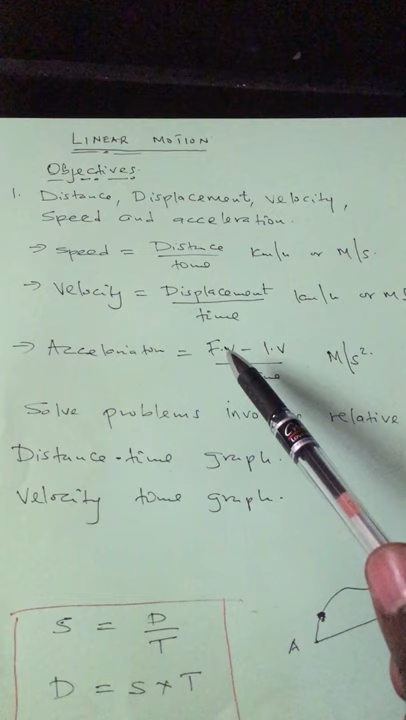 LINEAR MOTION
Objectives.
1. Distance, Displacement, velocity,
Speed and acceleration.
→ Speed = Distance / time km/h or M/s.
→ Velocity = Displacement / time km/h or M
→ Acceleration = F.v - I.V M/s².
Solve problems relative
Distance-time graph.
Velocity time graph.
S = D / T
D = S × T
A